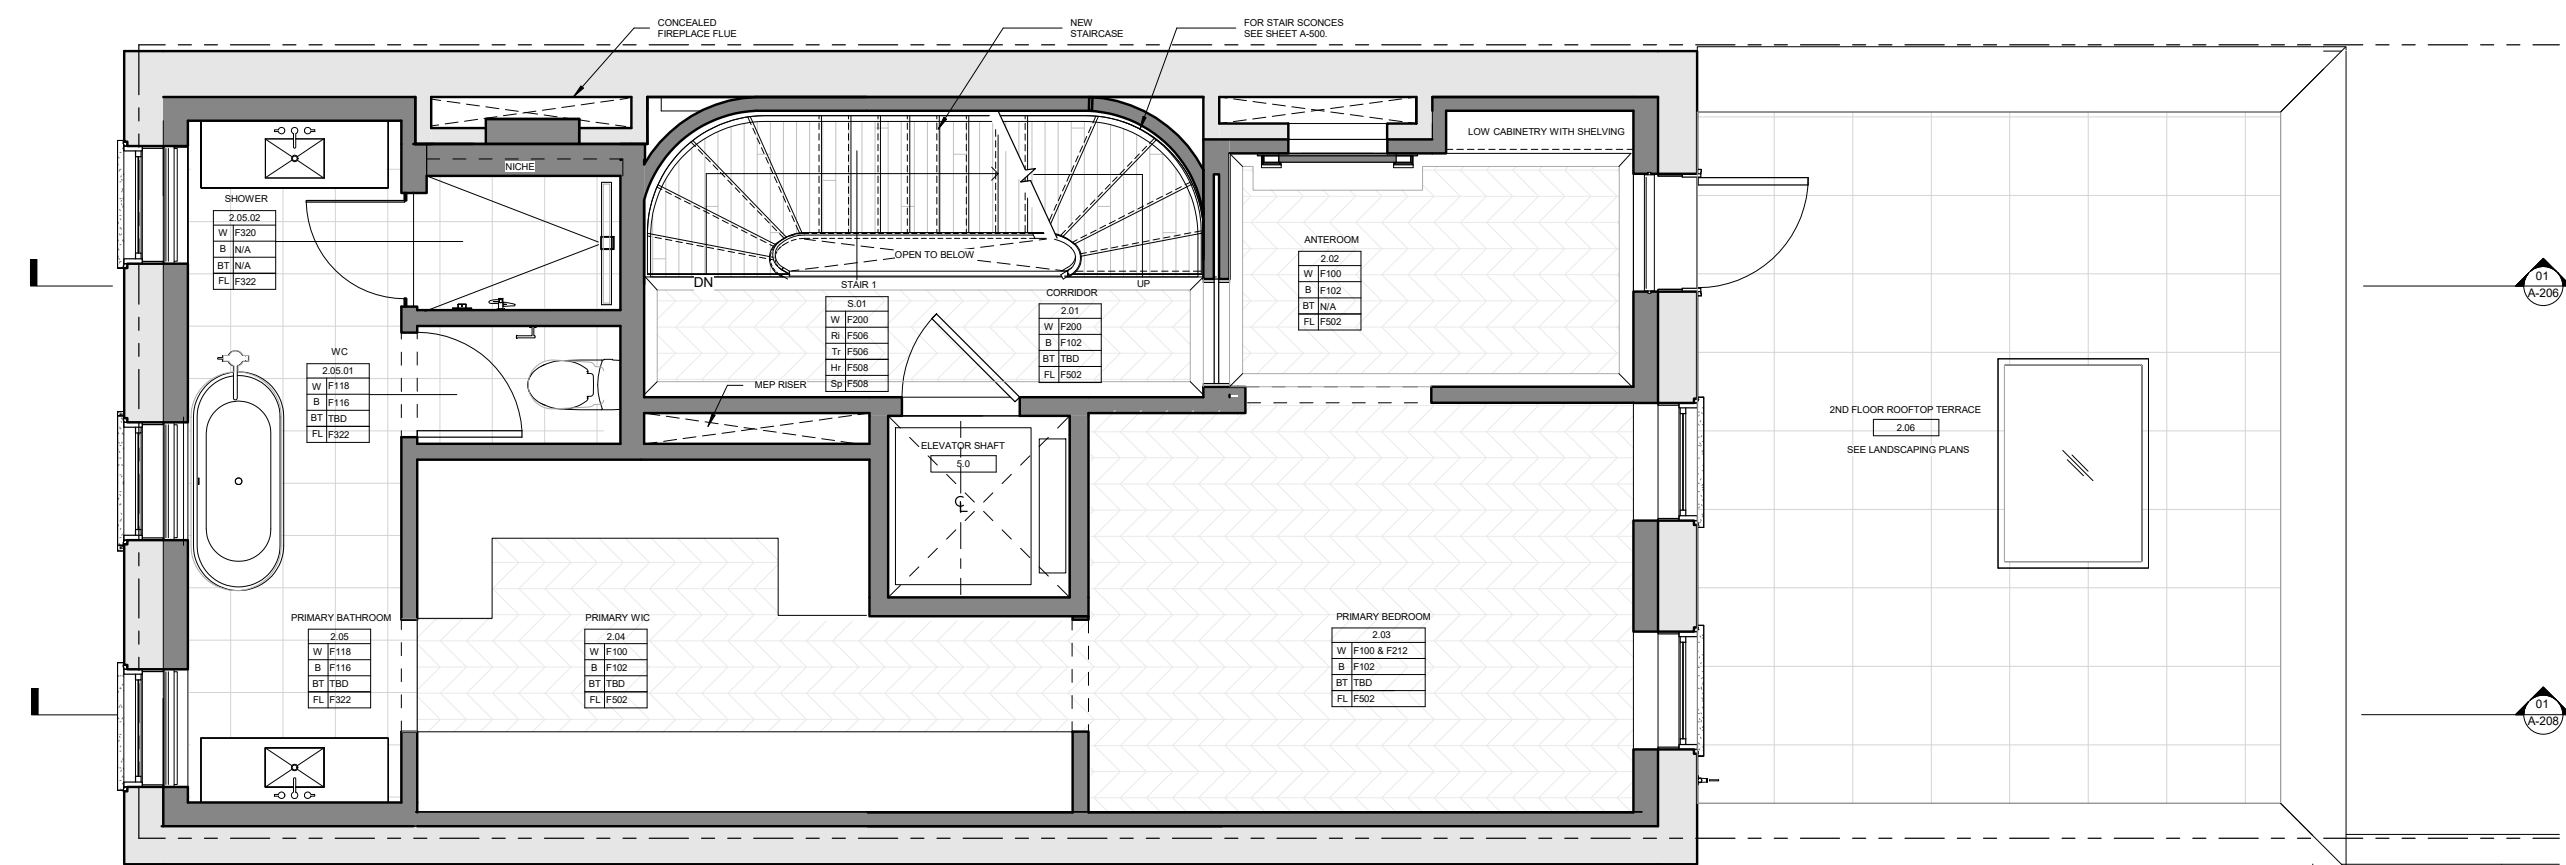 CONCEALED
FIREPLACE FLUE
NEW
STAIRCASE
FOR STAIR SCONCES
SEE SHEET A-500.
LOW CABINETRY WITH SHELVING
NICHE
SHOWER
2.05.02
W F320
B N/A
BT N/A
FL F322
OPEN TO BELOW
DN
UP
STAIR 1
S.01
W F200
Ri F506
Tr F506
Hr F508
Sp F508
CORRIDOR
2.01
W F200
B F102
BT TBD
FL F502
ANTEROOM
2.02
W F100
B F102
BT N/A
FL F502
01
A-206
WC
2.05.01
W F118
B F116
BT TBD
FL F322
MEP RISER
ELEVATOR SHAFT
5.0
CL
2ND FLOOR ROOFTOP TERRACE
2.06
SEE LANDSCAPING PLANS
PRIMARY BATHROOM
2.05
W F118
B F116
BT TBD
FL F322
PRIMARY WIC
2.04
W F100
B F102
BT TBD
FL F502
PRIMARY BEDROOM
2.03
W F100 & F212
B F102
BT TBD
FL F502
01
A-208